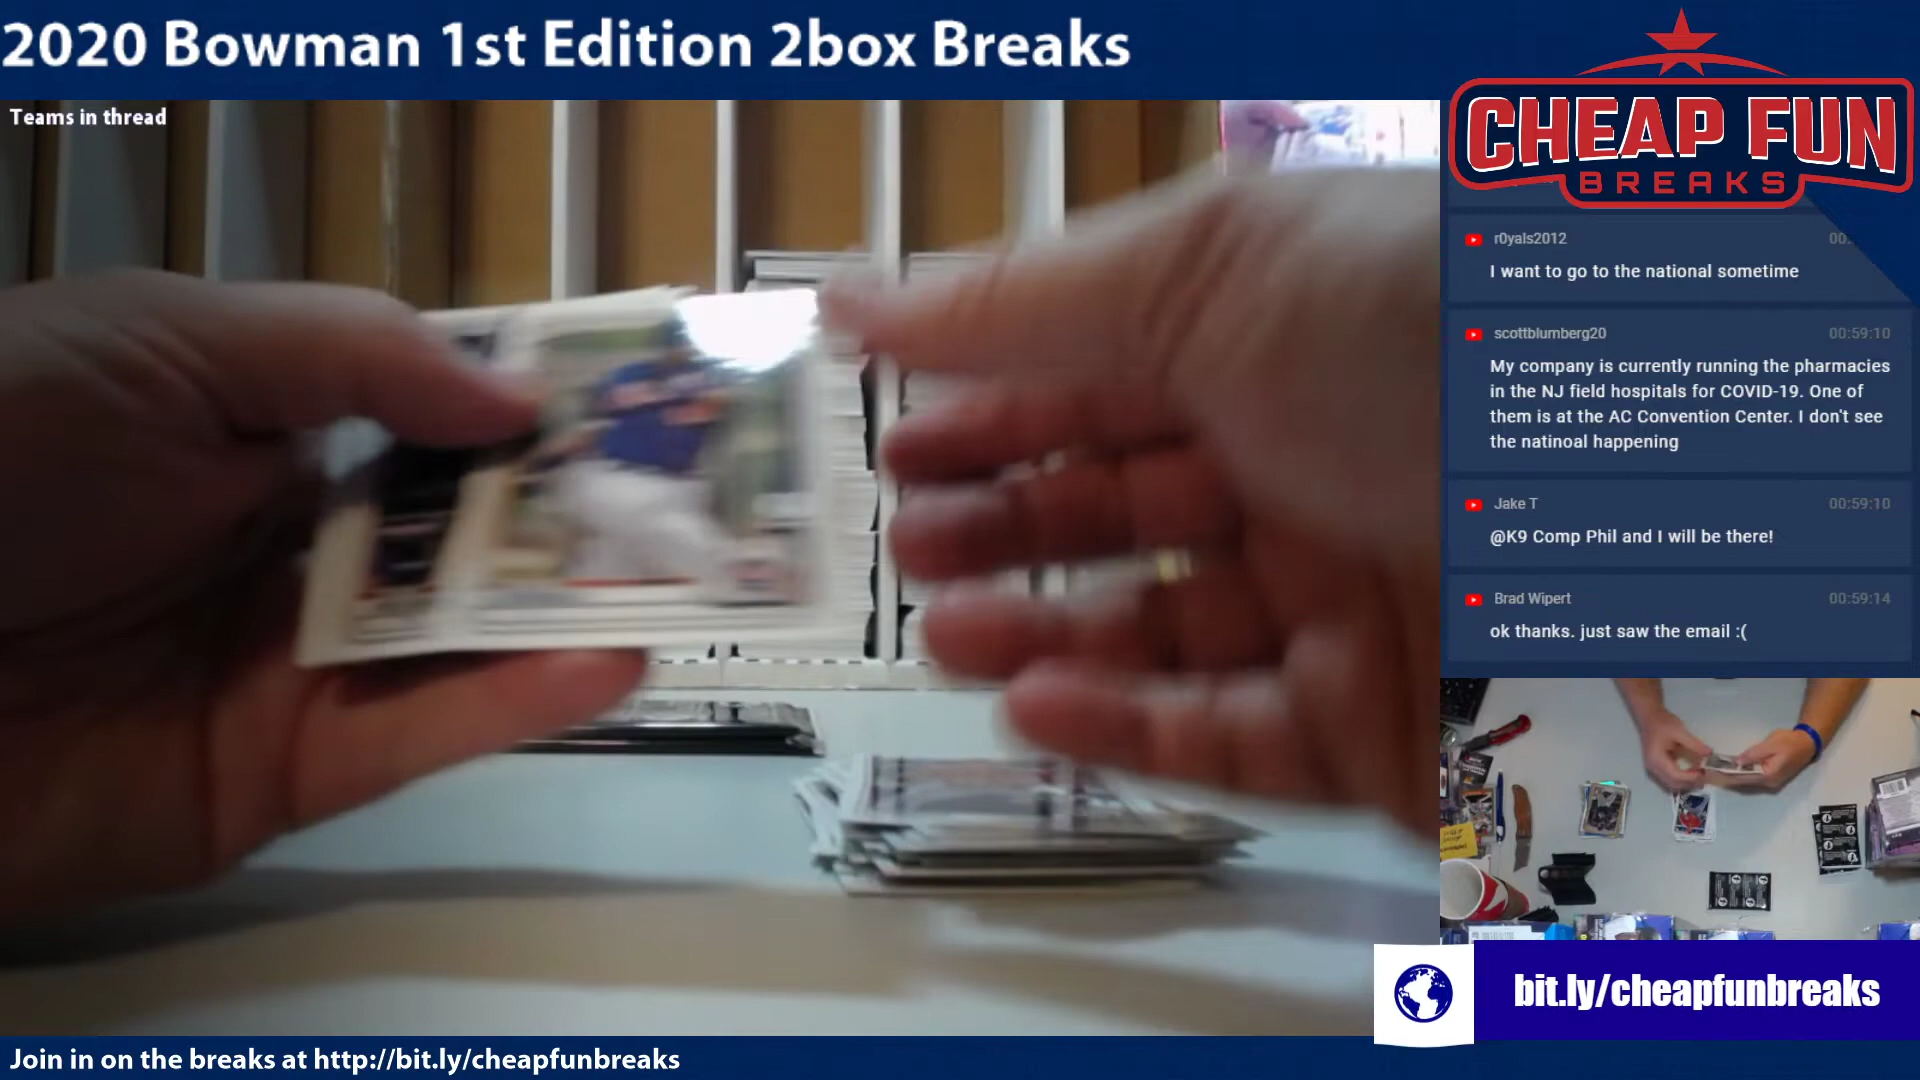 2020 Bowman 1st Edition 2box Breaks
Teams in thread
CHEAP FUN
BREAKS
r0yals2012
00:
I want to go to the national sometime
scottblumberg20
00:59:10
My company is currently running the pharmacies
in the NJ field hospitals for COVID-19. One of
them is at the AC Convention Center. I don't see
the natinoal happening
Jake T
00:59:10
@K9 Comp Phil and I will be there!
Brad Wipert
00:59:14
ok thanks. just saw the email :(
bit.ly/cheapfunbreaks
Join in on the breaks at http://bit.ly/cheapfunbreaks